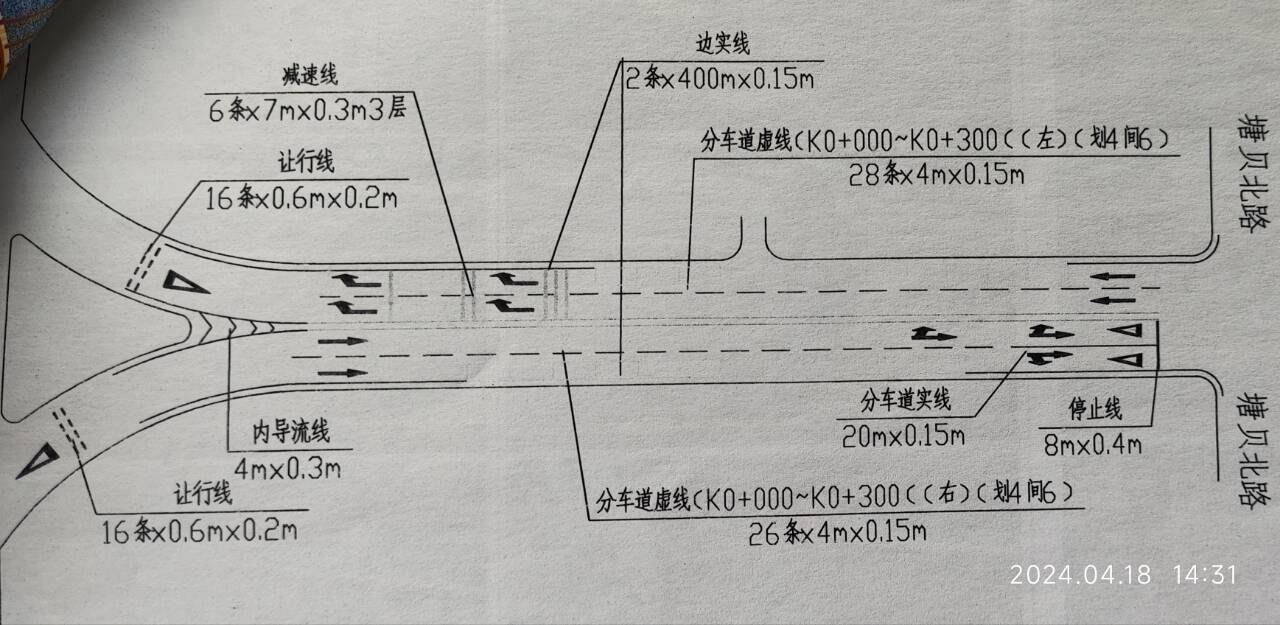 边实线
2条x400mx0.15m
减速线
6条x7mx0.3m3层
分车道虚线(K0+000~K0+300((左)(划4间6)
28条x4mx0.15m
让行线
16条x0.6mx0.2m
塘贝北路
分车道实线
20mx0.15m
停止线
8mx0.4m
塘贝北路
内导流线
4mx0.3m
让行线
16条x0.6mx0.2m
分车道虚线(K0+000~K0+300((右)(划4间6)
26条x4mx0.15m
2024.04.18 14:31